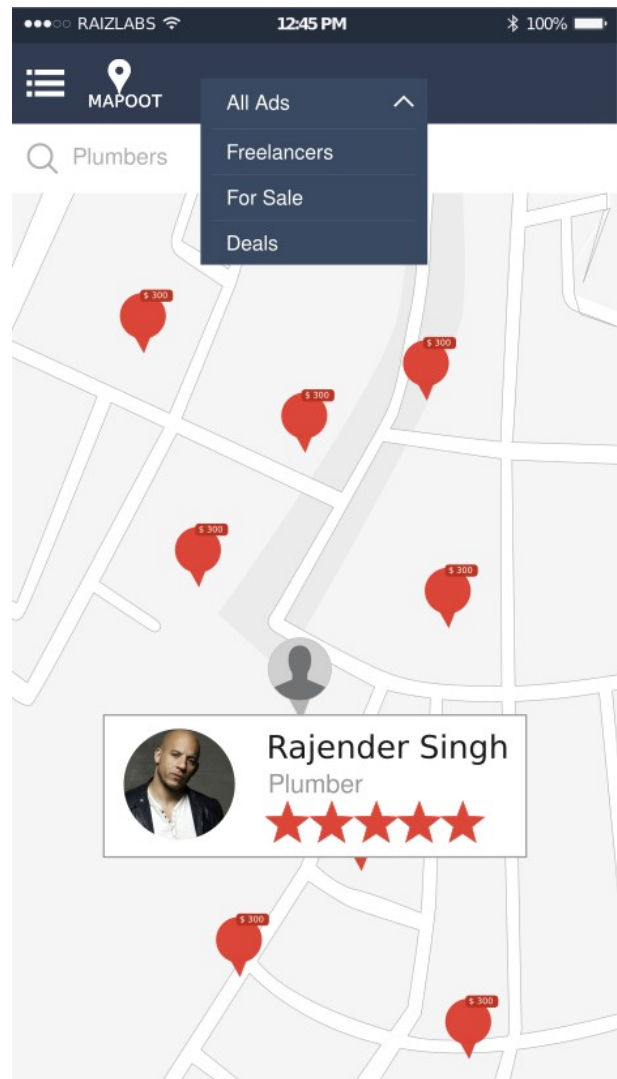 RAIZLABS 12:45 PM 100%
MAPOOT
All Ads
Freelancers
For Sale
Deals
Plumbers
$ 300
$ 300
$ 300
$ 300
$ 300
Rajender Singh
Plumber
$ 300
$ 300